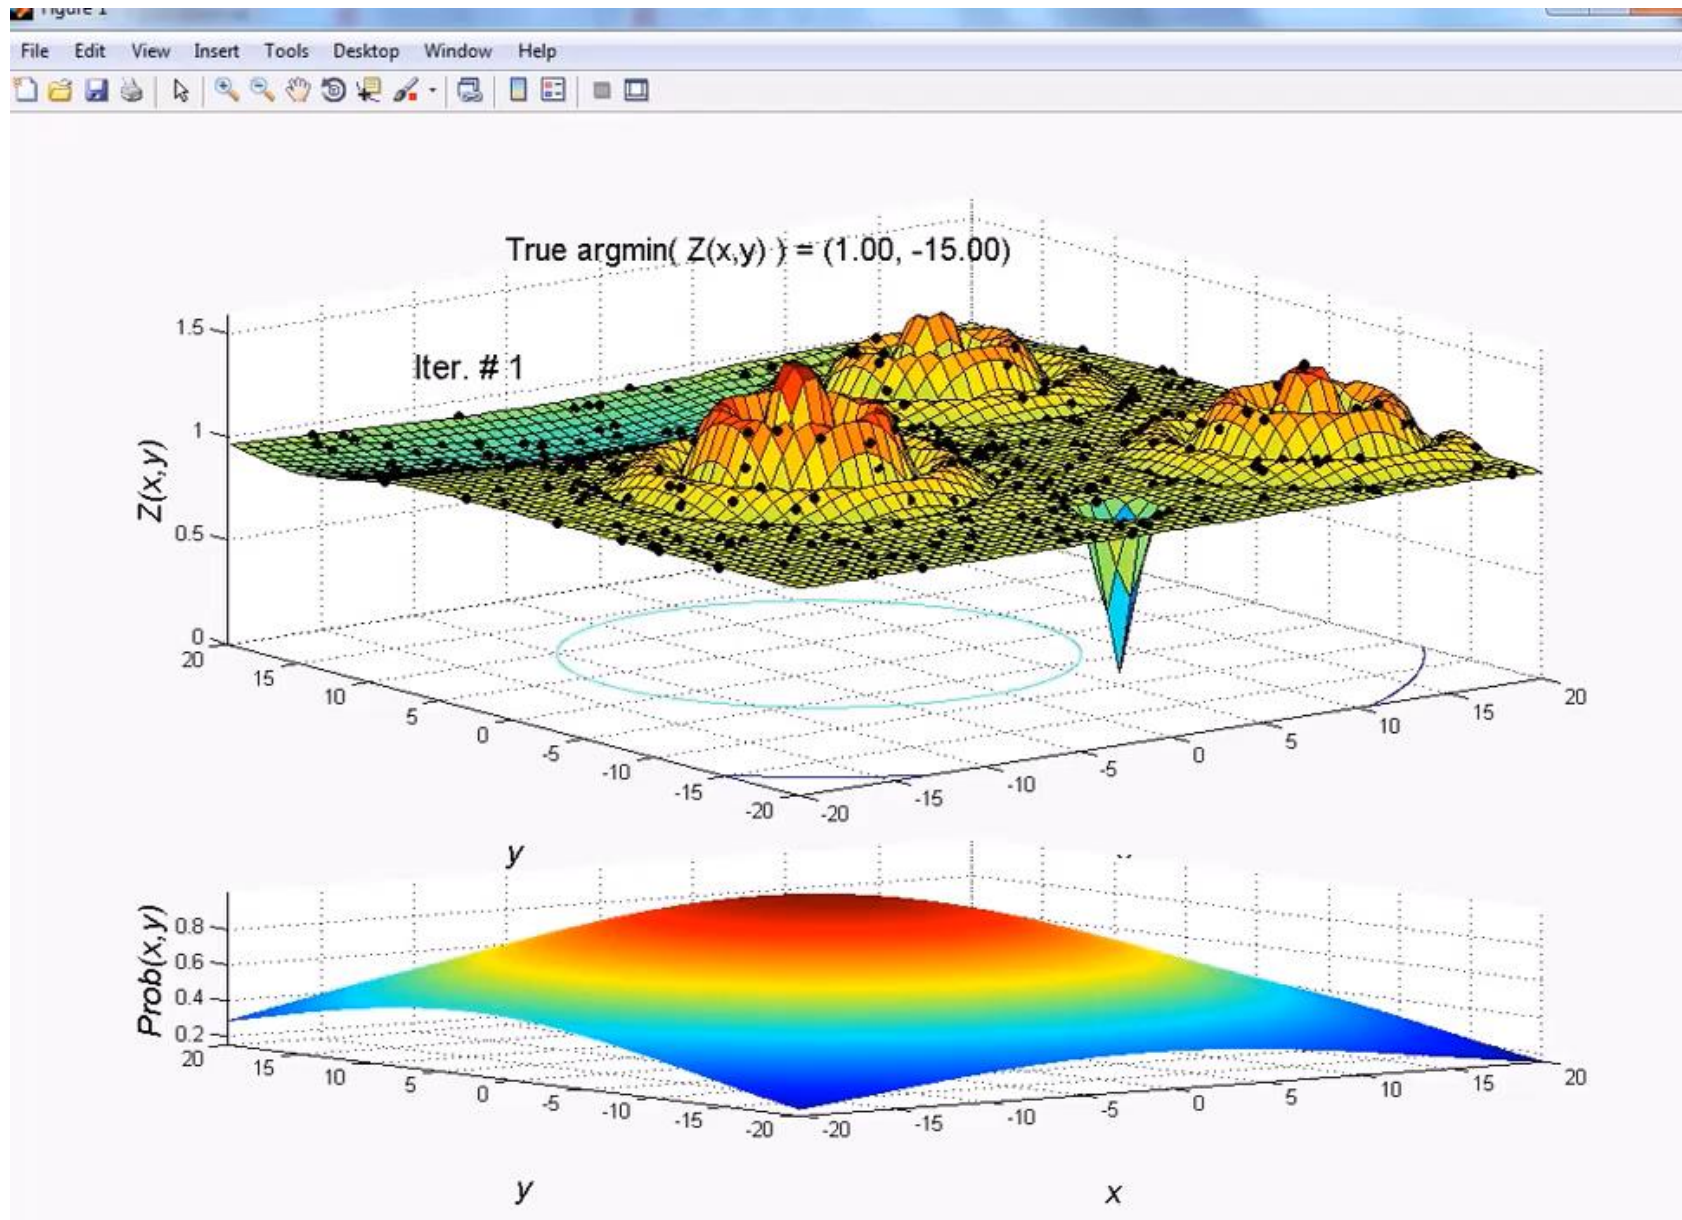 Figure 1
File Edit View Insert Tools Desktop Window Help
True argmin( Z(x,y) ) = (1.00, -15.00)
Iter. # 1
Z(x,y)
1.5
1
0.5
0
20 15 10 5 0 -5 -10 -15 -20
-20 -15 -10 -5 0 5 10 15 20
y
Prob(x,y)
0.8
0.6
0.4
0.2
20 15 10 5 0 -5 -10 -15 -20
-20 -15 -10 -5 0 5 10 15 20
y
x